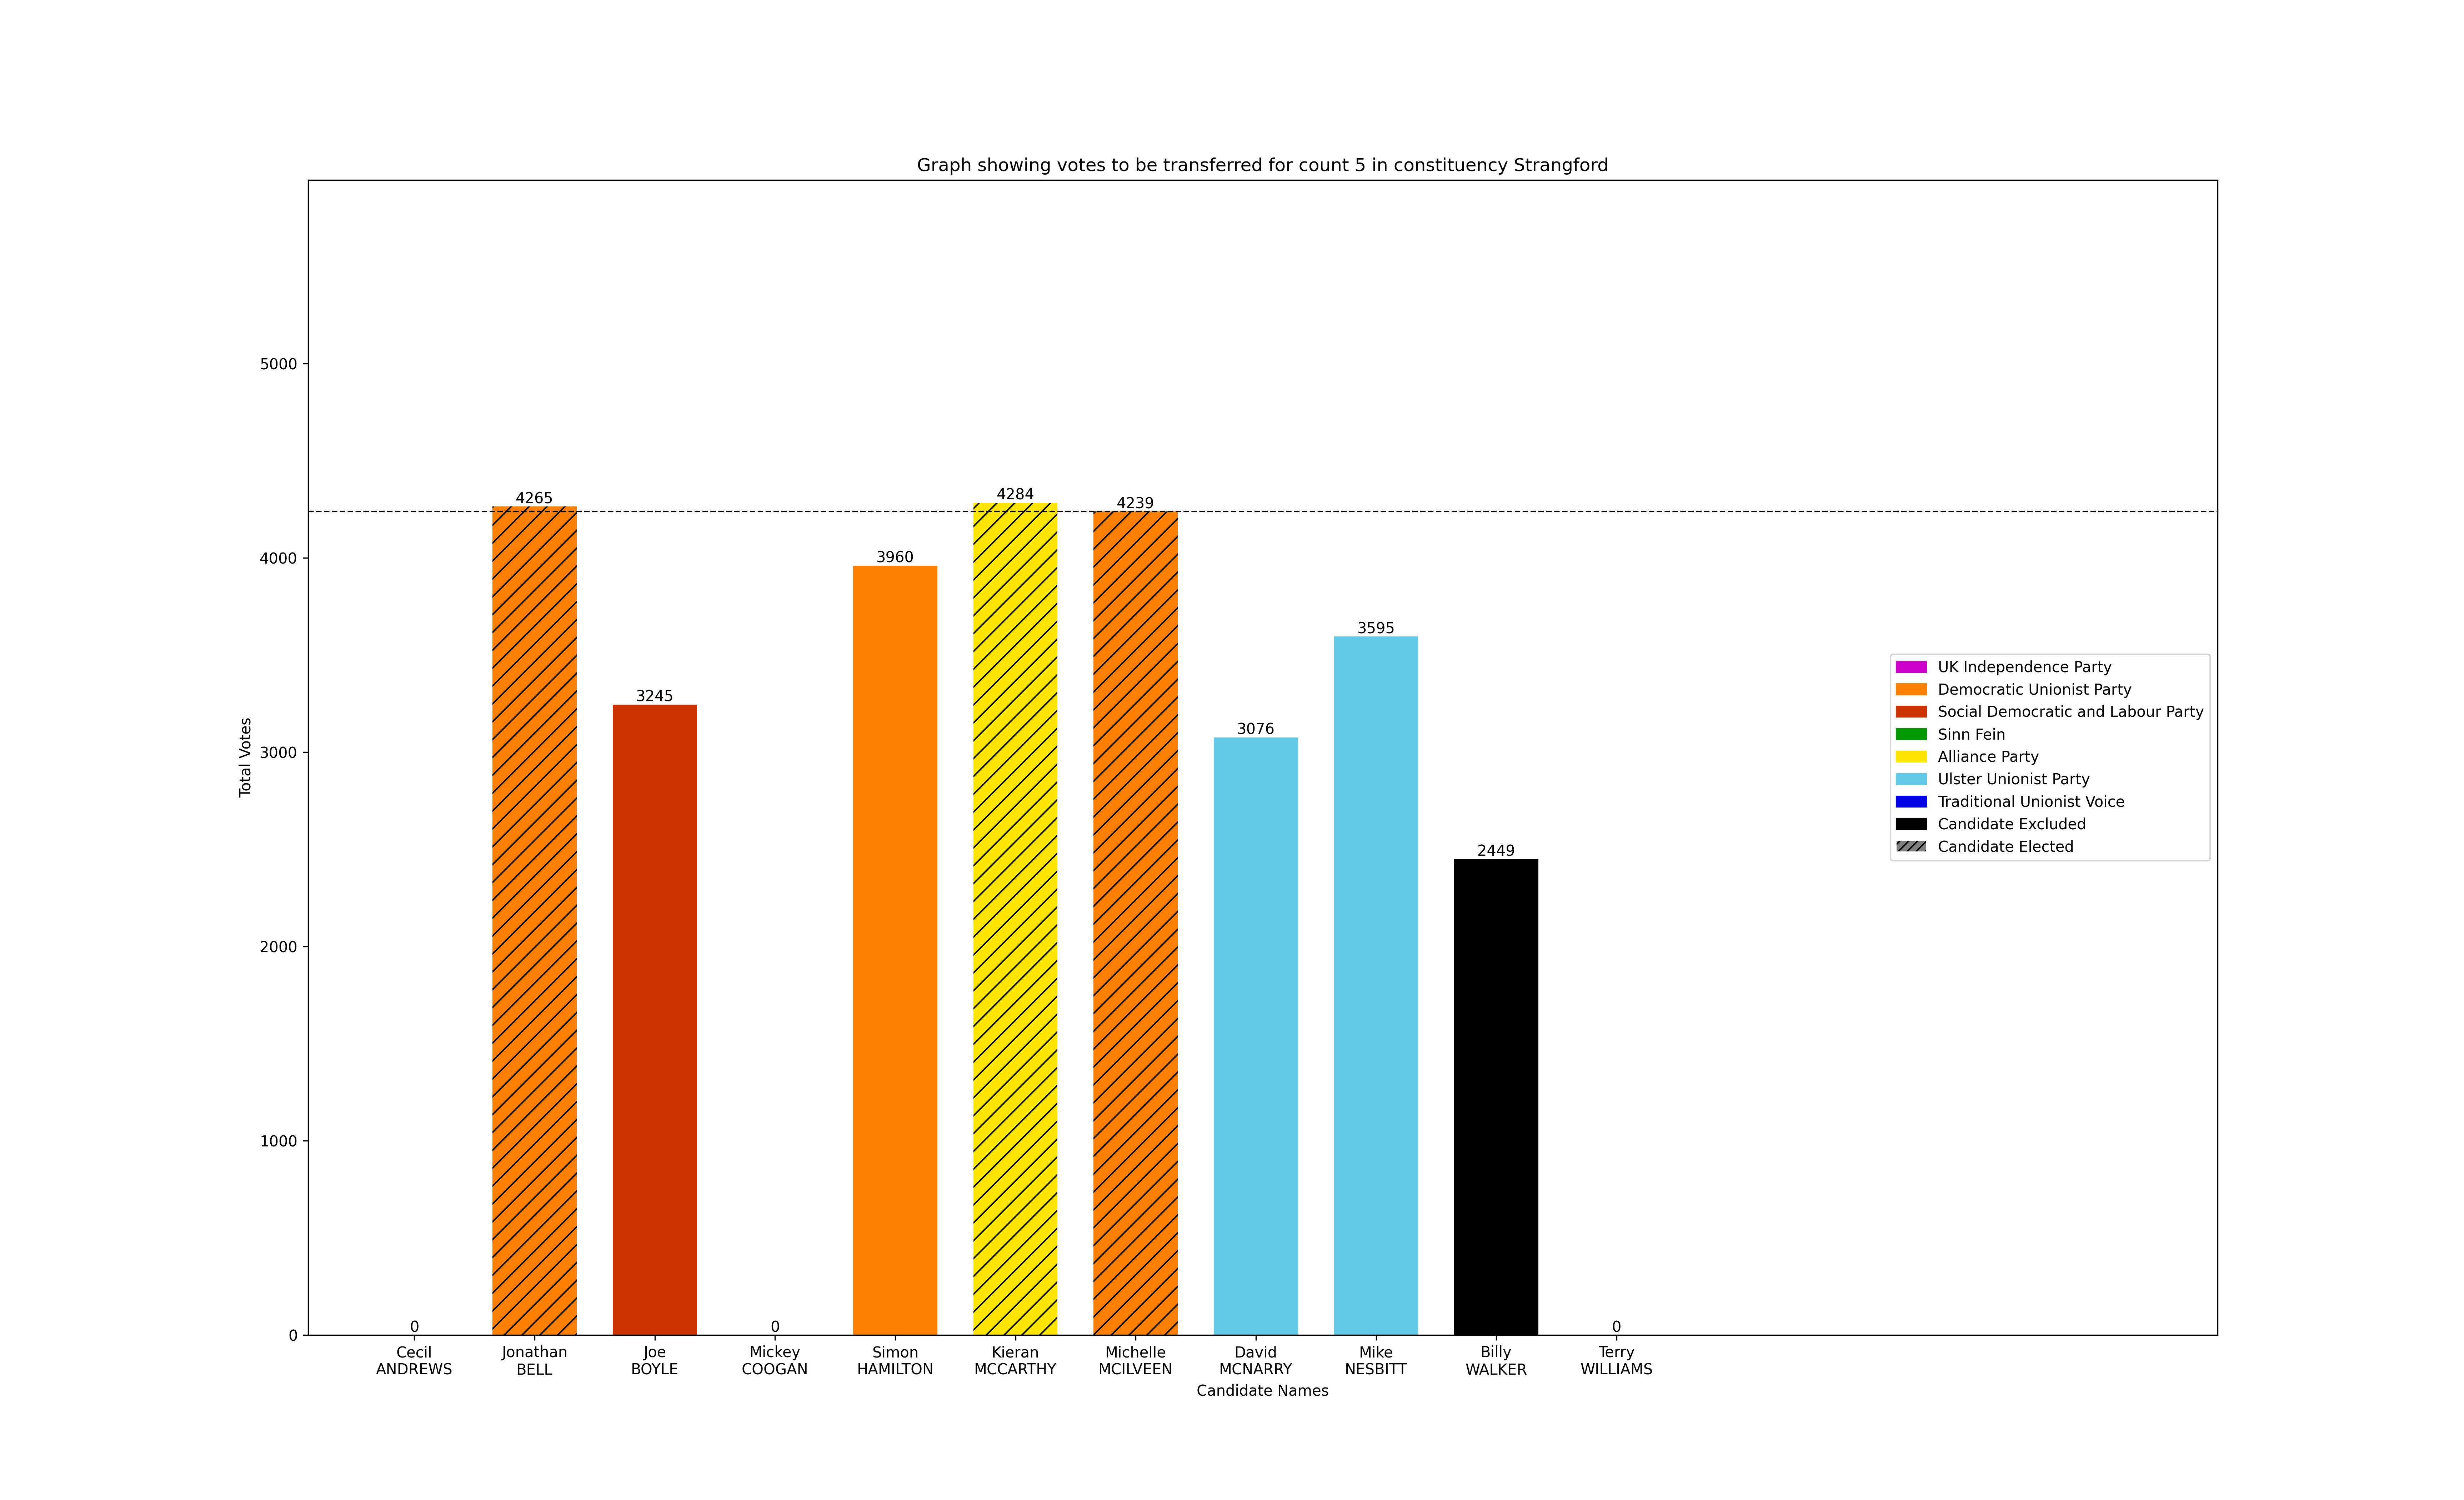 Graph showing votes to be transferred for count 5 in constituency Strangford
Total Votes
5000
4000
3000
2000
1000
0
0
4265
3245
0
3960
4284
4239
3076
3595
2449
0
UK Independence Party
Democratic Unionist Party
Social Democratic and Labour Party
Sinn Fein
Alliance Party
Ulster Unionist Party
Traditional Unionist Voice
Candidate Excluded
Candidate Elected
Cecil
ANDREWS
Jonathan
BELL
Joe
BOYLE
Mickey
COOGAN
Simon
HAMILTON
Kieran
MCCARTHY
Michelle
MCILVEEN
David
MCNARRY
Mike
NESBITT
Billy
WALKER
Terry
WILLIAMS
Candidate Names